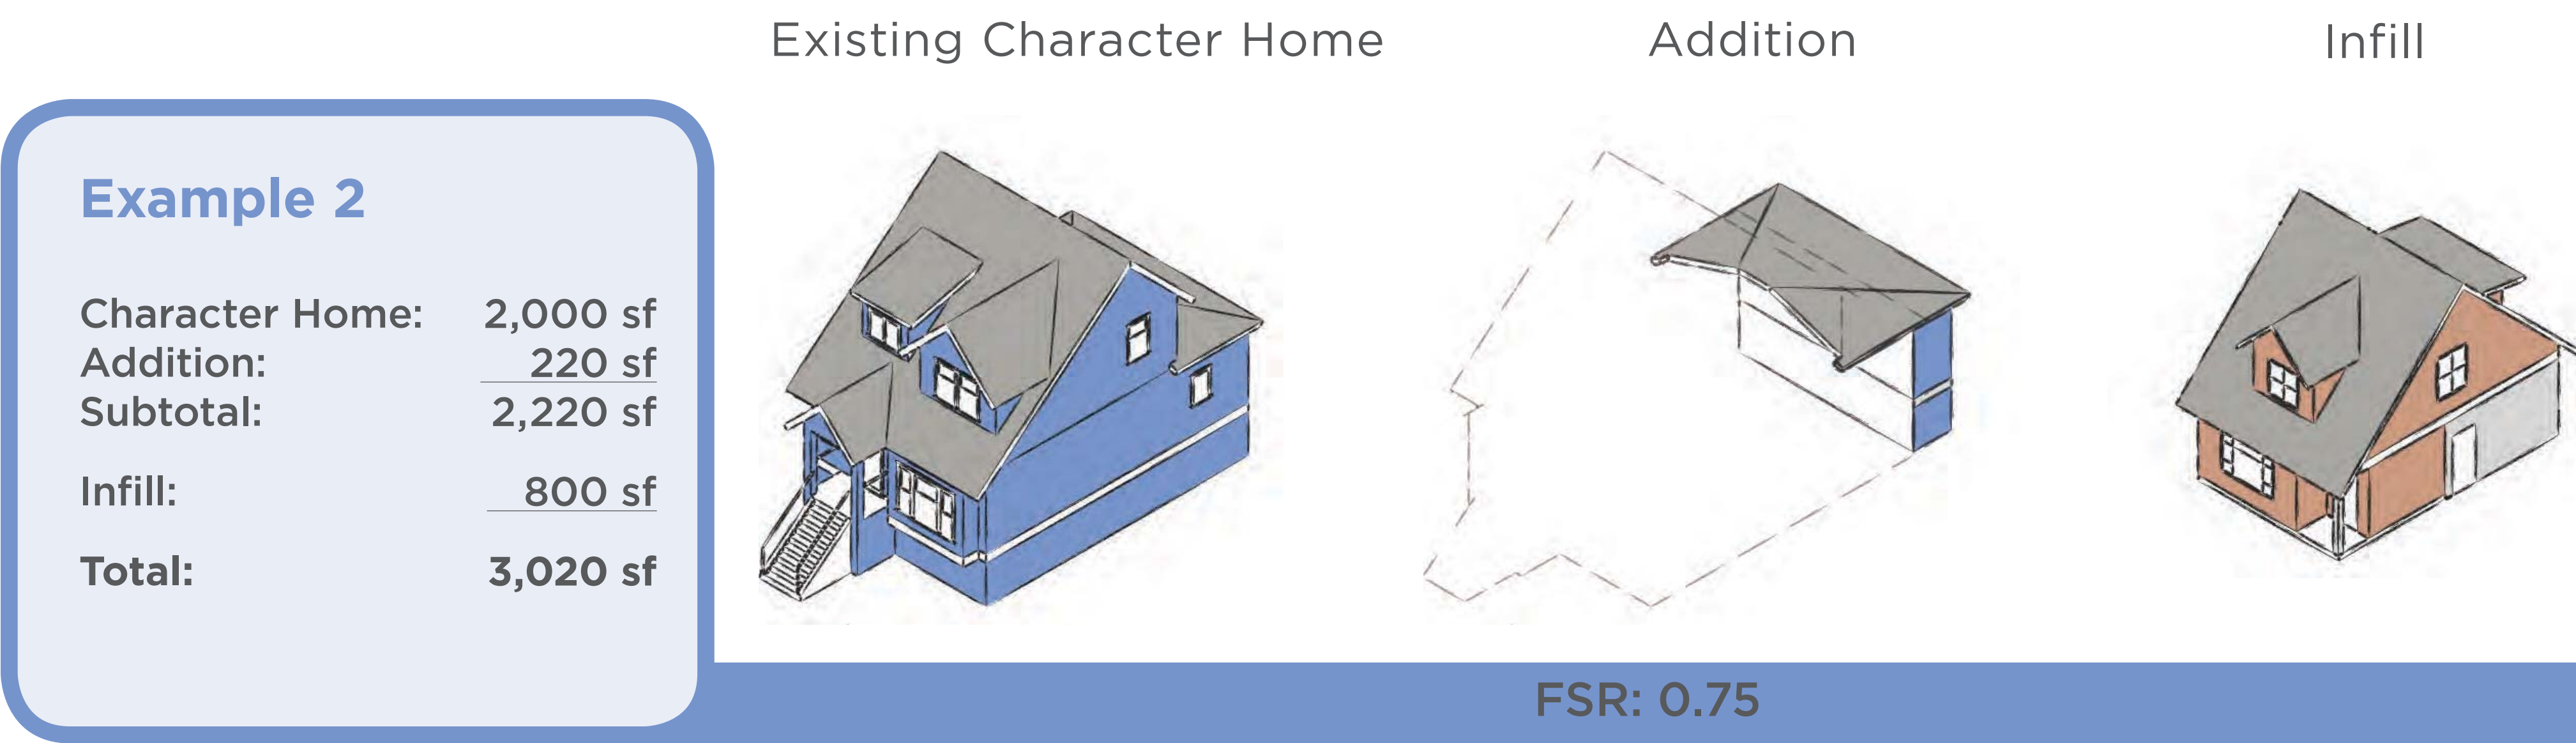 Existing Character Home
Addition
Infill
Example 2
Character Home: 2,000 sf
Addition: 220 sf
Subtotal: 2,220 sf
Infill: 800 sf
Total: 3,020 sf
FSR: 0.75